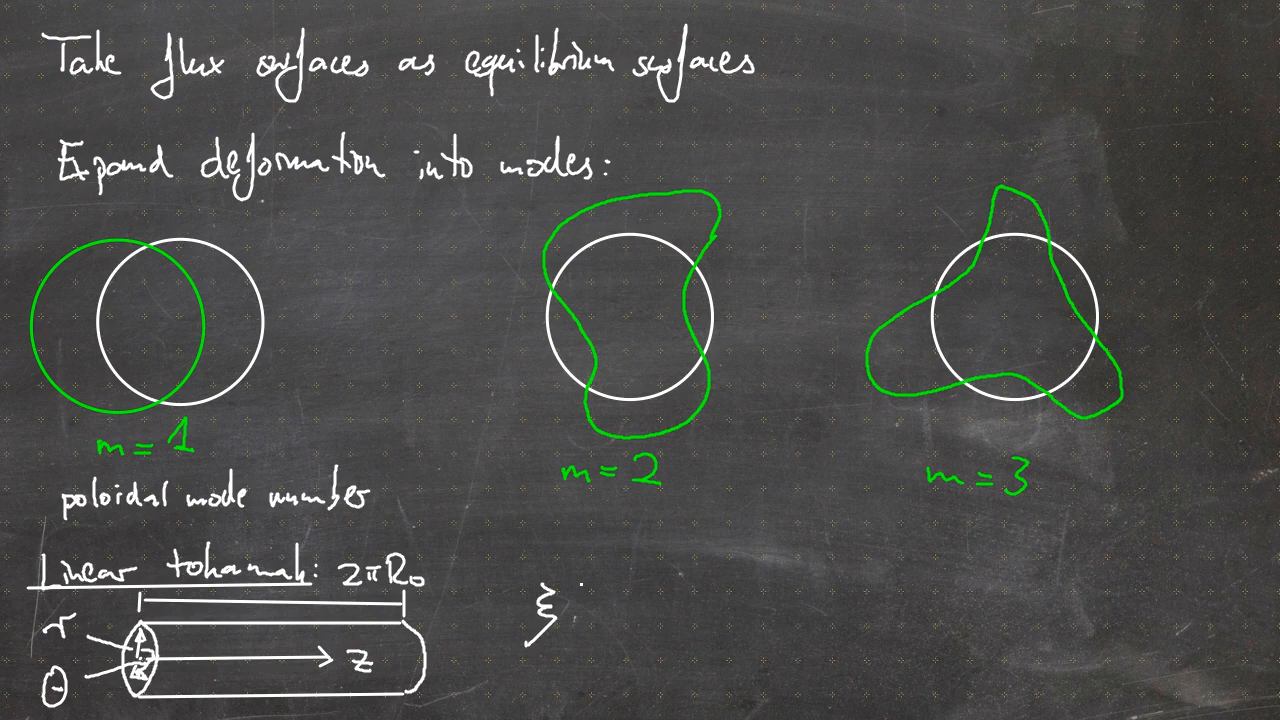 Take flux surfaces as equilibrium surfaces
Expand deformation into modes:
m = 1
m = 2
m = 3
poloidal mode number
Linear tokamak: 2πR₀
r
z
θ
ξ